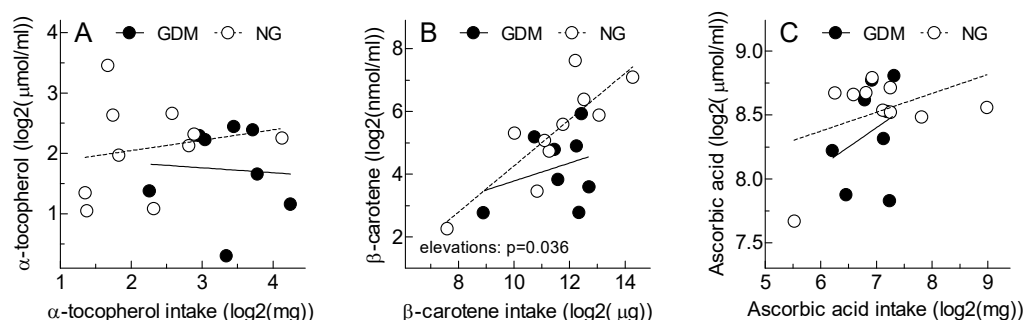 A GDM NG
α-tocopherol (log2(μmol/ml))
4
3
2
1
1 2 3 4
α-tocopherol intake (log2(mg))
B GDM NG
β-carotene (log2(nmol/ml))
8
6
4
2
elevations: p=0.036
8 10 12 14
β-carotene intake (log2( μg))
C GDM NG
Ascorbic acid (log2( μmol/ml))
9.0
8.5
8.0
7.5
5 6 7 8 9
Ascorbic acid intake (log2(mg))